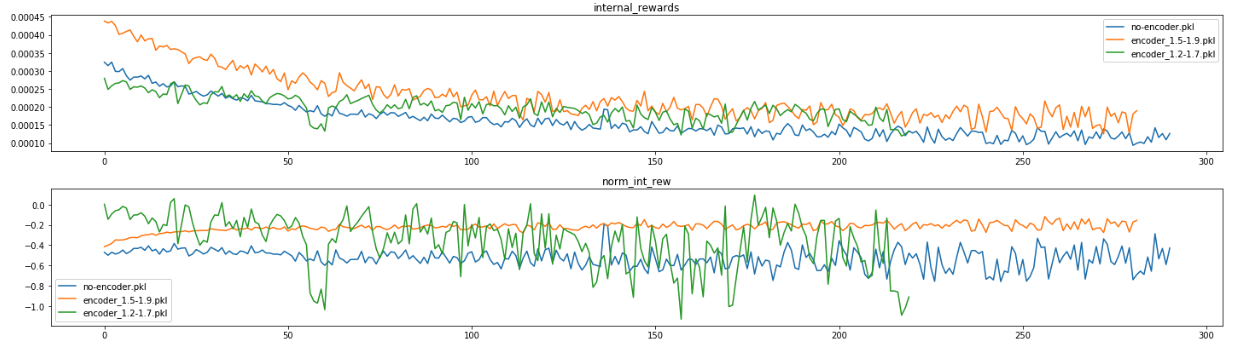 internal_rewards
0.00045
0.00040
0.00035
0.00030
0.00025
0.00020
0.00015
0.00010
no-encoder.pkl
encoder_1.5-1.9.pkl
encoder_1.2-1.7.pkl
0 50 100 150 200 250 300
norm_int_rew
0.0
−0.2
−0.4
−0.6
−0.8
−1.0
no-encoder.pkl
encoder_1.5-1.9.pkl
encoder_1.2-1.7.pkl
0 50 100 150 200 250 300